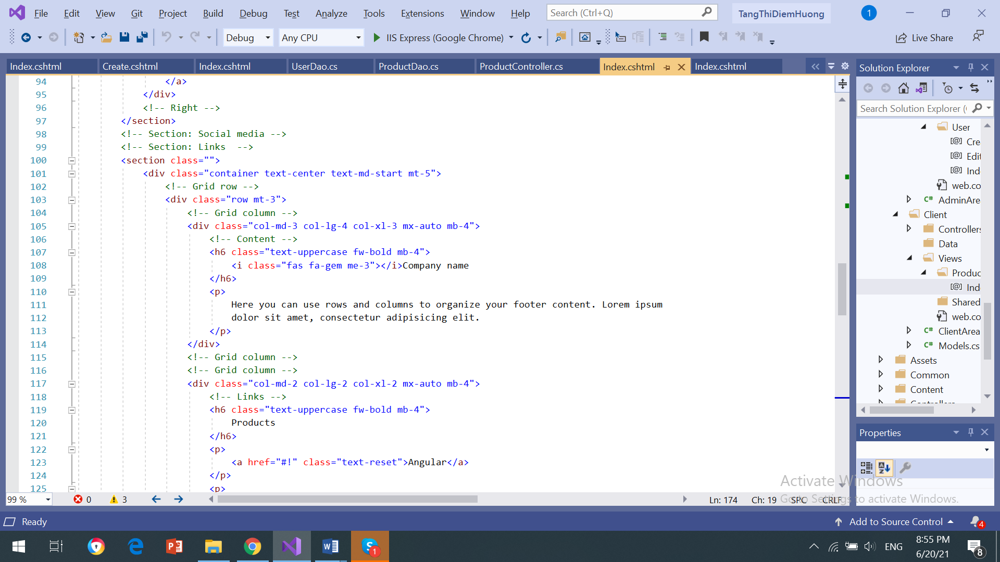 File Edit View Git Project Build Debug Test Analyze Tools Extensions Window Help Search (Ctrl+Q) TangThiDiemHuong 1
Debug Any CPU IIS Express (Google Chrome) Live Share
Index.cshtml Create.cshtml Index.cshtml UserDao.cs ProductDao.cs ProductController.cs Index.cshtml Index.cshtml
94 </a>
95 </div>
96 <!-- Right -->
97 </section>
98 <!-- Section: Social media -->
99 <!-- Section: Links  -->
100 <section class="">
101 <div class="container text-center text-md-start mt-5">
102 <!-- Grid row -->
103 <div class="row mt-3">
104 <!-- Grid column -->
105 <div class="col-md-3 col-lg-4 col-xl-3 mx-auto mb-4">
106 <!-- Content -->
107 <h6 class="text-uppercase fw-bold mb-4">
108 <i class="fas fa-gem me-3"></i>Company name
109 </h6>
110 <p>
111 Here you can use rows and columns to organize your footer content. Lorem ipsum
112 dolor sit amet, consectetur adipisicing elit.
113 </p>
114 </div>
115 <!-- Grid column -->
116 <!-- Grid column -->
117 <div class="col-md-2 col-lg-2 col-xl-2 mx-auto mb-4">
118 <!-- Links -->
119 <h6 class="text-uppercase fw-bold mb-4">
120 Products
121 </h6>
122 <p>
123 <a href="#!" class="text-reset">Angular</a>
124 </p>
125 <p>
99 % 0 3 Ln: 174 Ch: 19 SPC CRLF
Solution Explorer
Search Solution Explorer (
User
Cre
Edit
Ind
web.co
C# AdminAre
Client
Controllers
Data
Views
Produc
Ind
Shared
web.co
C# ClientArea
C# Models.cs
Assets
Common
Content
Controllers
Properties
Activate Windows
Go to Settings to activate Windows.
Ready Add to Source Control 4
1 ENG 8:55 PM
6/20/21 8